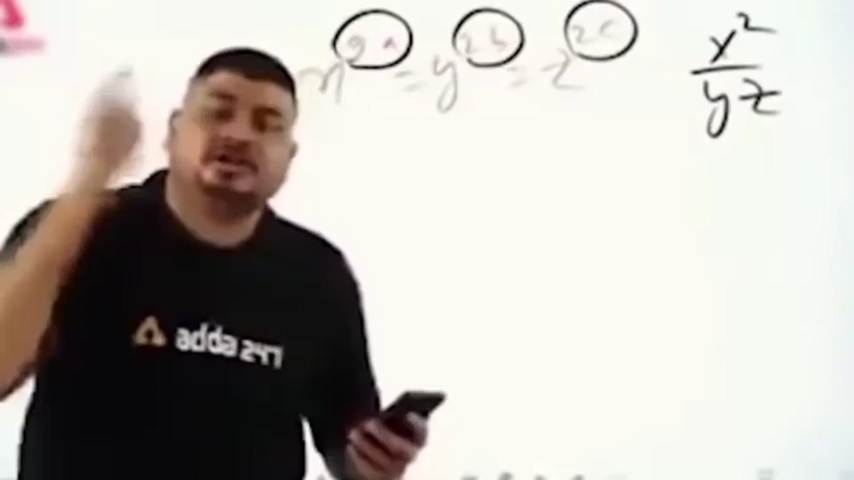 x^{2a} = y^{2b} = z^{2c}
x^2 / yz
adda 247